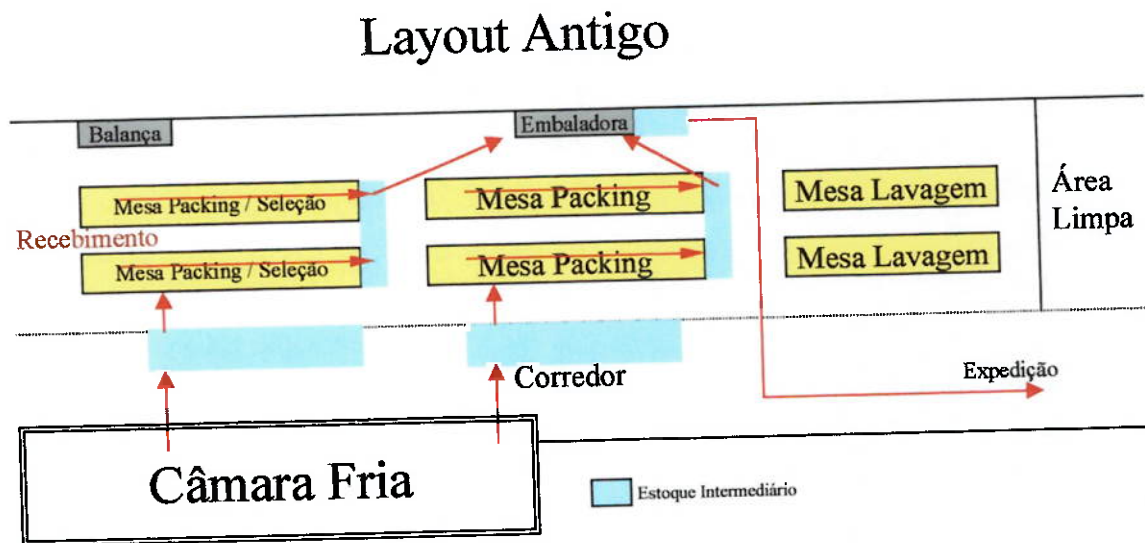 Layout Antigo
Balança
Embaladora
Mesa Packing / Seleção
Mesa Packing
Mesa Lavagem
Área
Limpa
Recebimento
Mesa Packing / Seleção
Mesa Packing
Mesa Lavagem
Corredor
Expedição
Câmara Fria
Estoque Intermediário